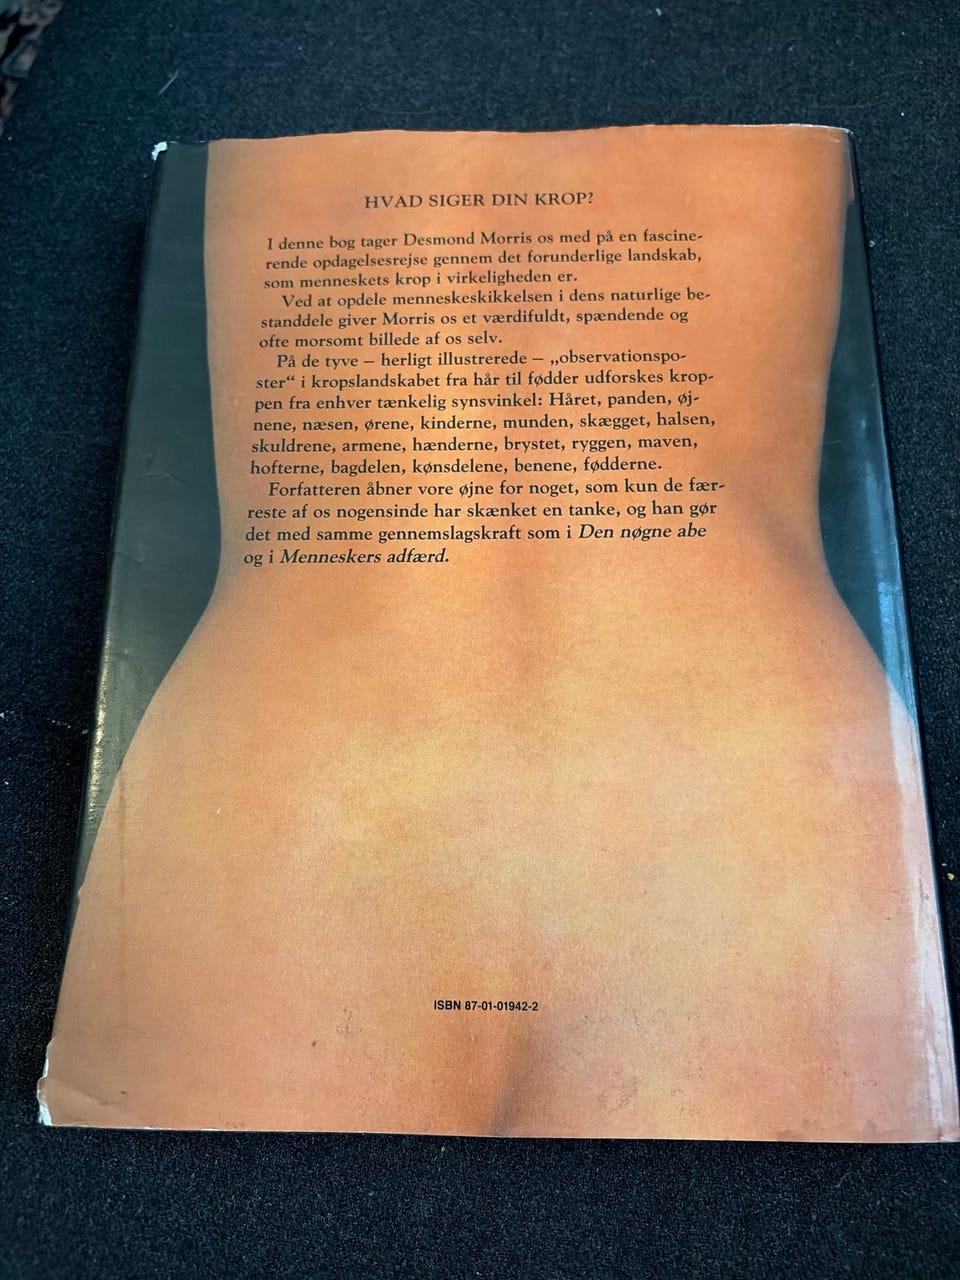 HVAD SIGER DIN KROP?
I denne bog tager Desmond Morris os med på en fascine-
rende opdagelsesrejse gennem det forunderlige landskab,
som menneskets krop i virkeligheden er.
Ved at opdele menneskeskikkelsen i dens naturlige be-
standdele giver Morris os et værdifuldt, spændende og
ofte morsomt billede af os selv.
På de tyve – herligt illustrerede – „observationspo-
ster“ i kropslandskabet fra hår til fødder udforskes krop-
pen fra enhver tænkelig synsvinkel: Håret, panden, øj-
nene, næsen, ørene, kinderne, munden, skægget, halsen,
skuldrene, armene, hænderne, brystet, ryggen, maven,
hofterne, bagdelen, kønsdelene, benene, fødderne.
Forfatteren åbner vore øjne for noget, som kun de fær-
reste af os nogensinde har skænket en tanke, og han gør
det med samme gennemslagskraft som i Den nøgne abe
og i Menneskers adfærd.
ISBN 87-01-01942-2